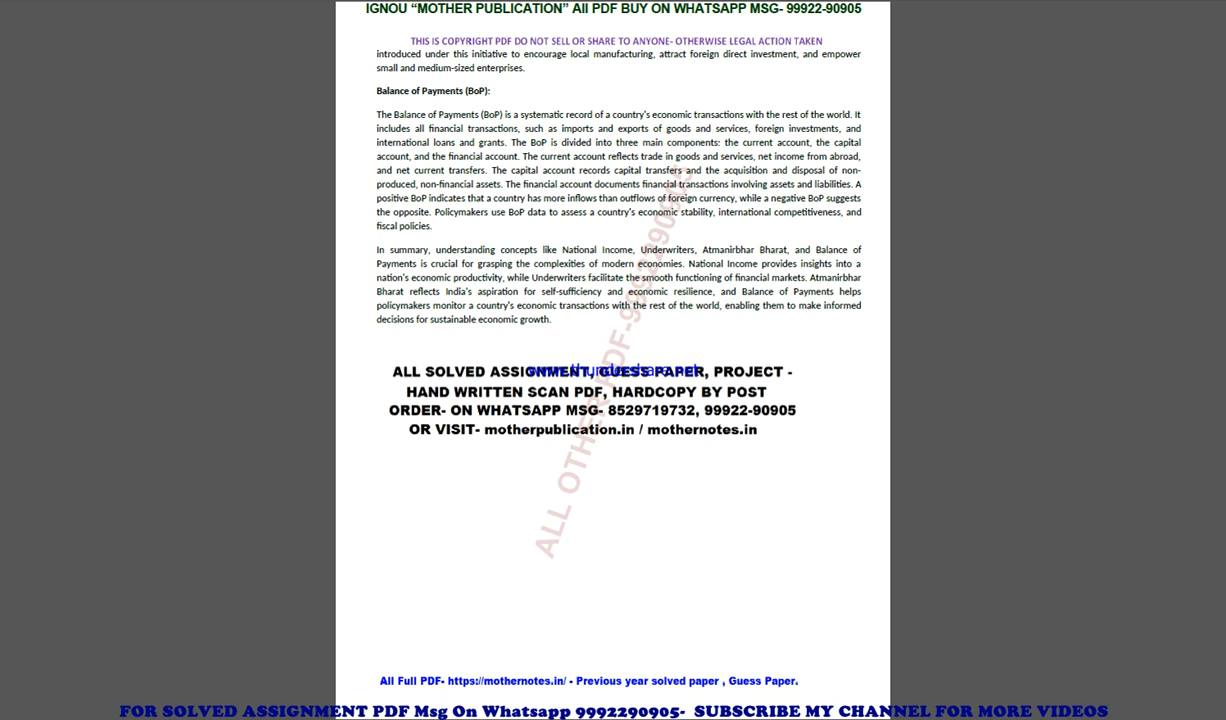 IGNOU “MOTHER PUBLICATION” All PDF BUY ON WHATSAPP MSG- 99922-90905
THIS IS COPYRIGHT PDF DO NOT SELL OR SHARE TO ANYONE- OTHERWISE LEGAL ACTION TAKEN
introduced under this initiative to encourage local manufacturing, attract foreign direct investment, and empower
small and medium-sized enterprises.
Balance of Payments (BoP):
The Balance of Payments (BoP) is a systematic record of a country's economic transactions with the rest of the world. It
includes all financial transactions, such as imports and exports of goods and services, foreign investments, and
international loans and grants. The BoP is divided into three main components: the current account, the capital
account, and the financial account. The current account reflects trade in goods and services, net income from abroad,
and net current transfers. The capital account records capital transfers and the acquisition and disposal of non-
produced, non-financial assets. The financial account documents financial transactions involving assets and liabilities. A
positive BoP indicates that a country has more inflows than outflows of foreign currency, while a negative BoP suggests
the opposite. Policymakers use BoP data to assess a country's economic stability, international competitiveness, and
fiscal policies.
In summary, understanding concepts like National Income, Underwriters, Atmanirbhar Bharat, and Balance of
Payments is crucial for grasping the complexities of modern economies. National Income provides insights into a
nation's economic productivity, while Underwriters facilitate the smooth functioning of financial markets. Atmanirbhar
Bharat reflects India's aspiration for self-sufficiency and economic resilience, and Balance of Payments helps
policymakers monitor a country's economic transactions with the rest of the world, enabling them to make informed
decisions for sustainable economic growth.
ALL SOLVED ASSIGNMENT, GUESS PAPER, PROJECT -
HAND WRITTEN SCAN PDF, HARDCOPY BY POST
ORDER- ON WHATSAPP MSG- 8529719732, 99922-90905
OR VISIT- motherpublication.in / mothernotes.in
ALL OTHER PDF-9992290905
All Full PDF- https://mothernotes.in/ - Previous year solved paper , Guess Paper.
FOR SOLVED ASSIGNMENT PDF Msg On Whatsapp 9992290905- SUBSCRIBE MY CHANNEL FOR MORE VIDEOS